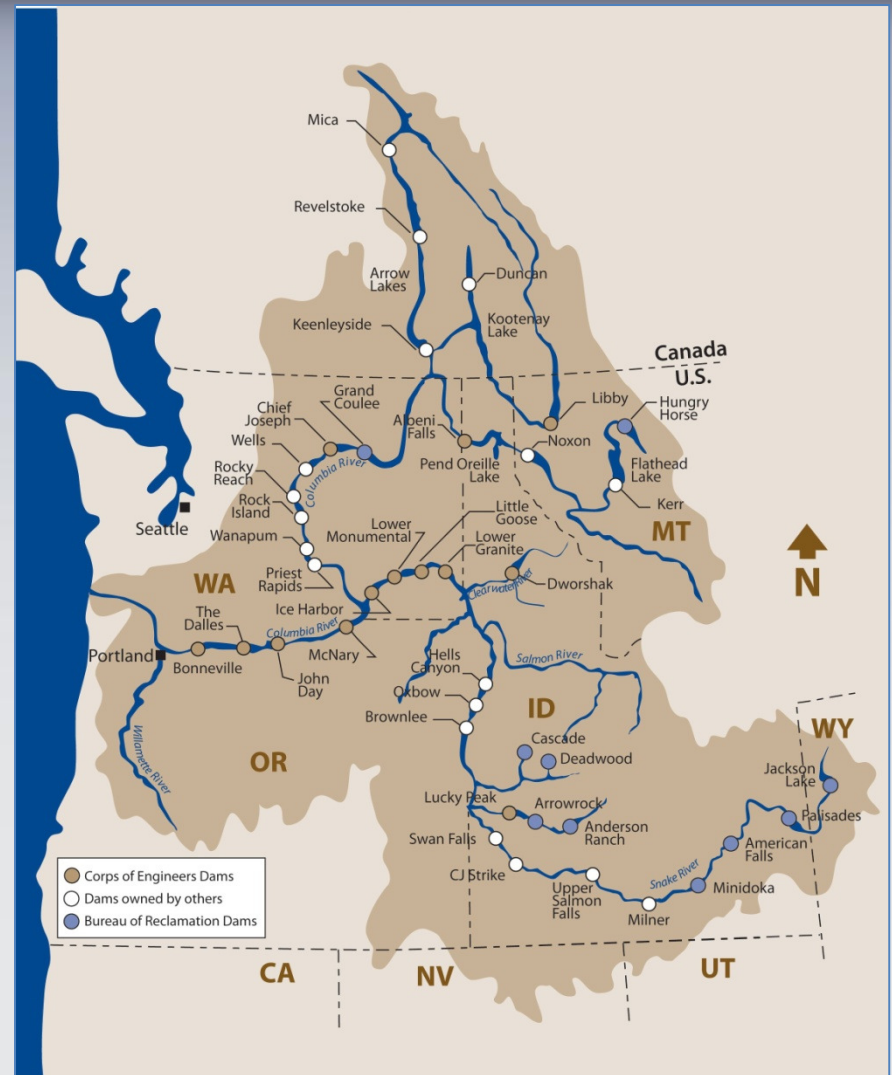 Mica
Revelstoke
Arrow
Lakes
Duncan
Kootenay
Lake
Keenleyside
Canada
U.S.
Grand
Coulee
Chief
Joseph
Wells
Rocky
Reach
Rock
Island
Wanapum
Priest
Rapids
Columbia River
Albeni
Falls
Pend Oreille
Lake
Libby
Noxon
Hungry
Horse
Flathead
Lake
Kerr
MT
Seattle
WA
Lower
Monumental
Little
Goose
Lower
Granite
Dworshak
Clearwater River
Ice Harbor
N
The
Dalles
Columbia River
Portland
Bonneville
John
Day
McNary
Willamette River
Hells
Canyon
Oxbow
Brownlee
Salmon River
ID
OR
Cascade
Deadwood
WY
Jackson
Lake
Palisades
American
Falls
Minidoka
Snake River
Lucky Peak
Arrowrock
Anderson
Ranch
Swan Falls
CJ Strike
Upper
Salmon
Falls
Milner
Corps of Engineers Dams
Dams owned by others
Bureau of Reclamation Dams
CA
NV
UT